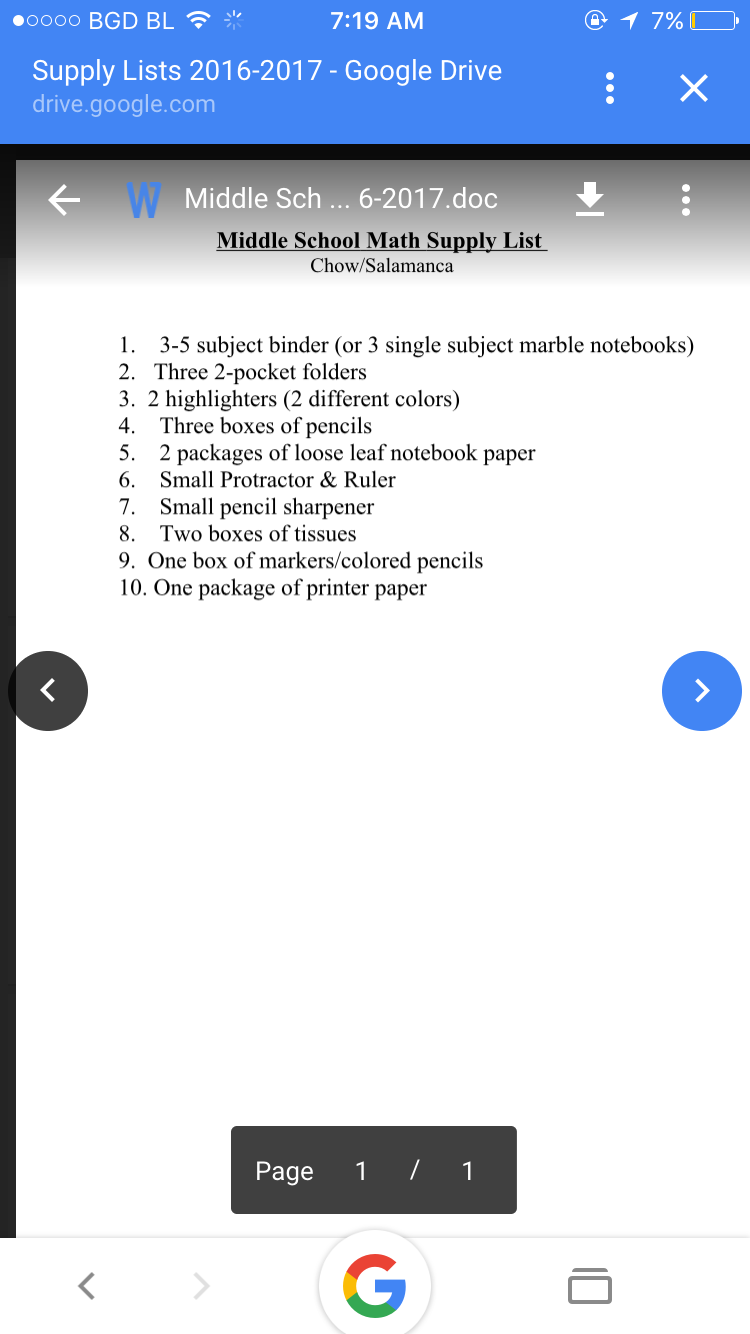 BGD BL 7:19 AM 7%
Supply Lists 2016-2017 - Google Drive
drive.google.com
W Middle Sch ... 6-2017.doc
Middle School Math Supply List
Chow/Salamanca
1. 3-5 subject binder (or 3 single subject marble notebooks)
2. Three 2-pocket folders
3. 2 highlighters (2 different colors)
4. Three boxes of pencils
5. 2 packages of loose leaf notebook paper
6. Small Protractor & Ruler
7. Small pencil sharpener
8. Two boxes of tissues
9. One box of markers/colored pencils
10. One package of printer paper
Page 1 / 1
G